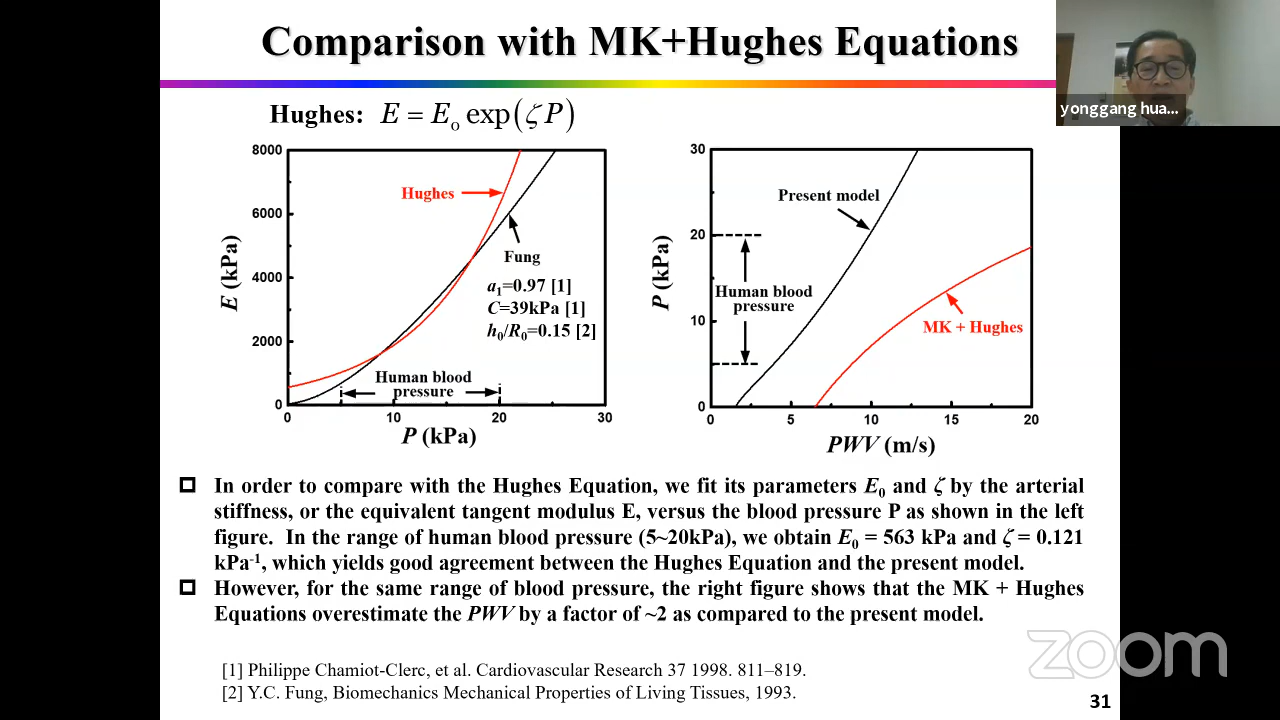 Comparison with MK+Hughes Equations
yonggang hua...
Hughes: E = Eo exp(ζ P)
8000
6000
4000
2000
0
E (kPa)
0
10
20
30
P (kPa)
Hughes
Fung
a1=0.97 [1]
C=39kPa [1]
h0/R0=0.15 [2]
Human blood
pressure
30
20
10
0
P (kPa)
0
5
10
15
20
PWV (m/s)
Present model
Human blood
pressure
MK + Hughes
In order to compare with the Hughes Equation, we fit its parameters E0 and ζ by the arterial
stiffness, or the equivalent tangent modulus E, versus the blood pressure P as shown in the left
figure. In the range of human blood pressure (5~20kPa), we obtain E0 = 563 kPa and ζ = 0.121
kPa-1, which yields good agreement between the Hughes Equation and the present model.
However, for the same range of blood pressure, the right figure shows that the MK + Hughes
Equations overestimate the PWV by a factor of ~2 as compared to the present model.
zoom
[1] Philippe Chamiot-Clerc, et al. Cardiovascular Research 37 1998. 811–819.
[2] Y.C. Fung, Biomechanics Mechanical Properties of Living Tissues, 1993.
31